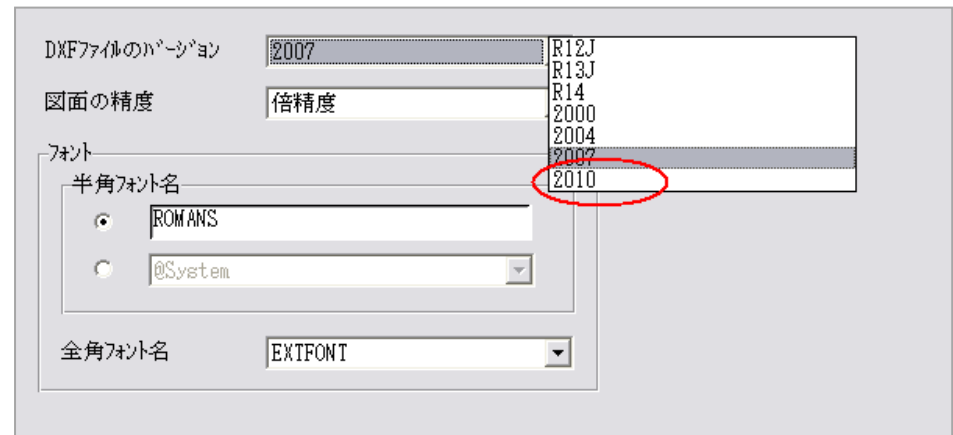 DXFﾌｧｲﾙのﾊﾞｰｼﾞｮﾝ 2007
R12J
R13J
R14
2000
2004
2007
2010
図面の精度 倍精度
ﾌｫﾝﾄ
半角ﾌｫﾝﾄ名
ROMANS
@System
全角ﾌｫﾝﾄ名 EXTFONT